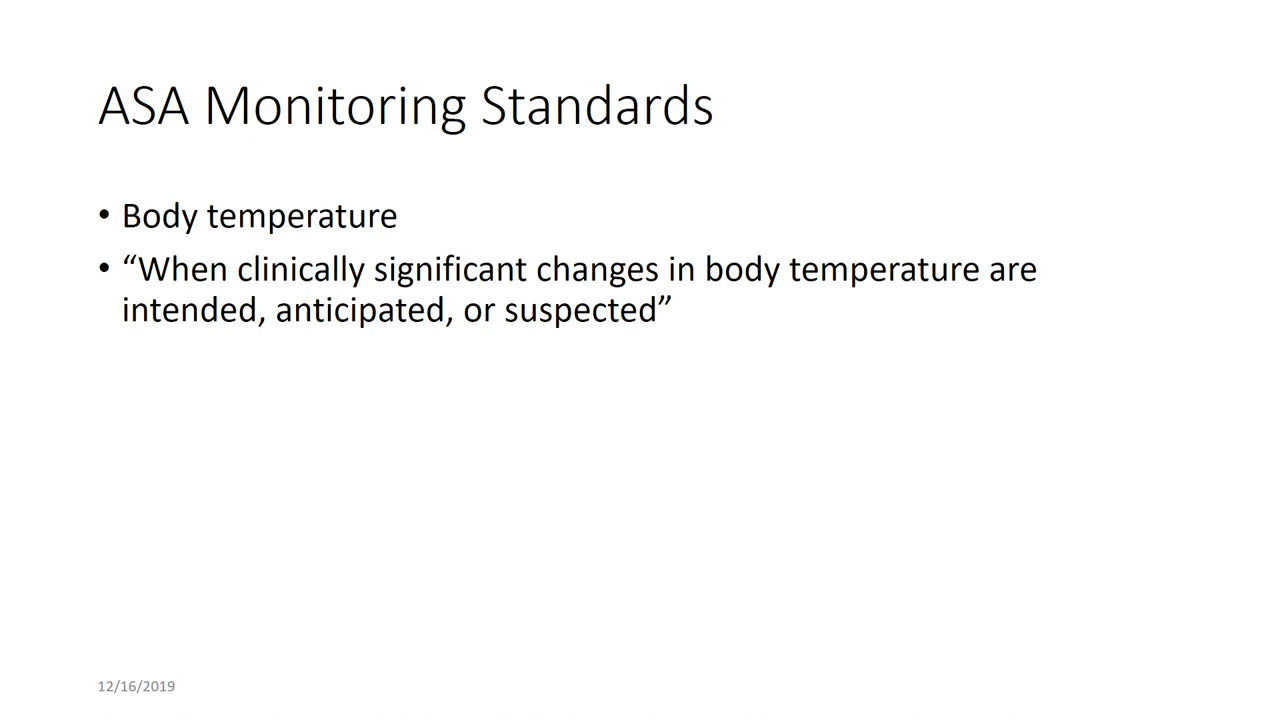 ASA Monitoring Standards
• Body temperature
• “When clinically significant changes in body temperature are
intended, anticipated, or suspected”
12/16/2019